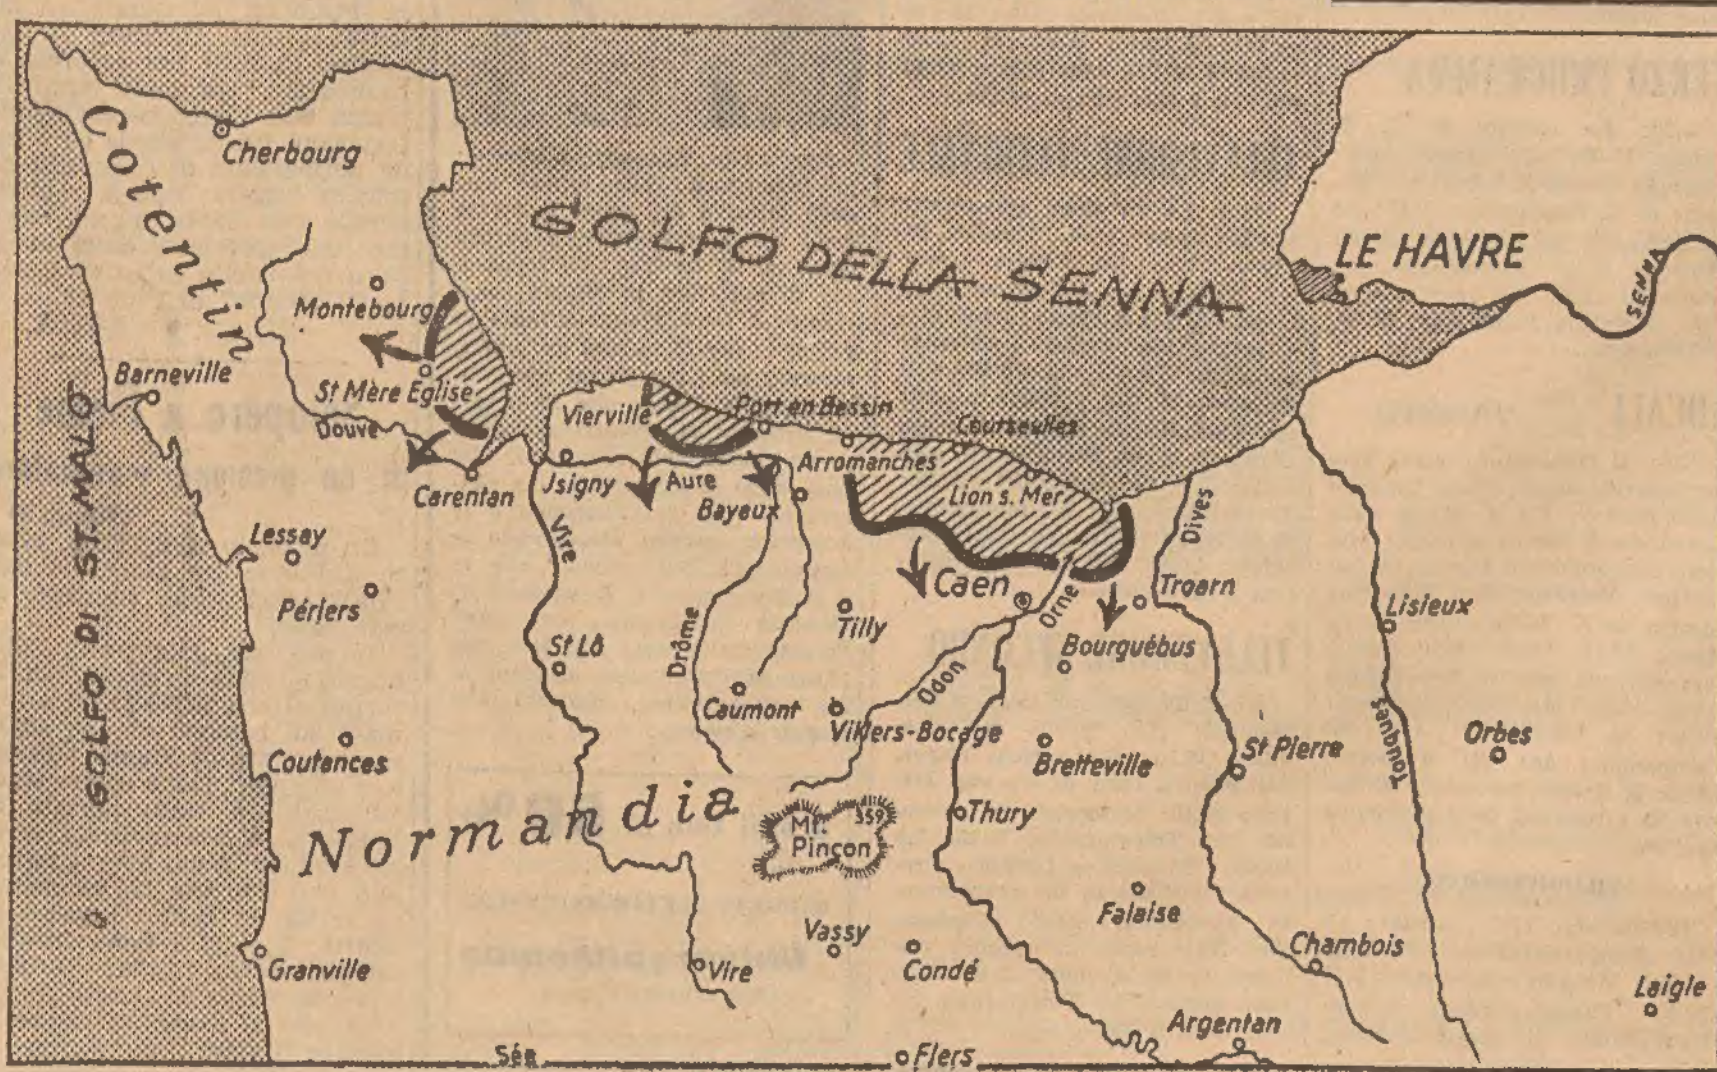 Cotentin
Cherbourg
GOLFO DELLA SENNA
LE HAVRE
SENNA
Montebourg
Barneville
St Mère Eglise
Douve
Vierville
Port en Bessin
Courseulles
Arromanches
Carentan
Jsigny
Aure
Bayeux
Lion s. Mer
Dives
GOLFO DI ST. MALO
Lessay
Vire
Caen
Orne
Troarn
Périers
Tilly
Lisieux
St Lô
Drôme
Bourguébus
Odon
Caumont
Villers-Bocage
Coutances
Bretteville
St Pierre
Touques
Orbes
Normandia
Mt.
Pinçon
359
Thury
Falaise
Vassy
Condé
Chambois
Granville
Vire
Laigle
Argentan
Sée
Flers